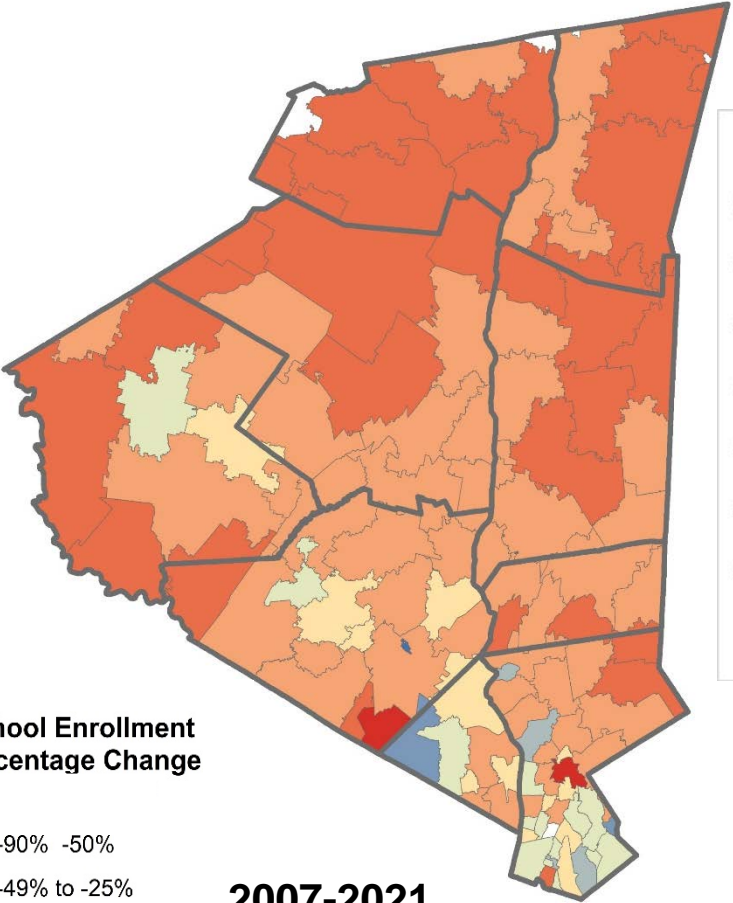 hool Enrollment
centage Change
-90% -50%
-49% to -25%
2007-2021